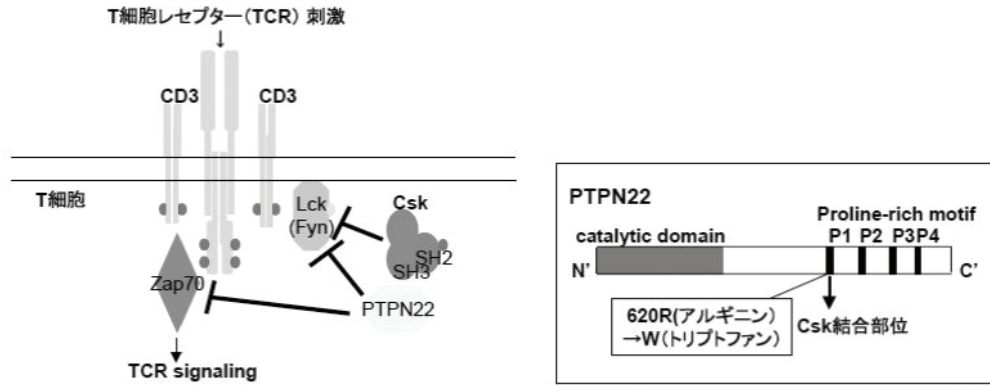 T細胞レセプター(TCR) 刺激
CD3
CD3
T細胞
Lck
(Fyn)
Csk
SH2
SH3
Zap70
PTPN22
TCR signaling
PTPN22
Proline-rich motif
catalytic domain
P1 P2 P3 P4
N'
C'
620R(アルギニン)
→W(トリプトファン)
Csk結合部位